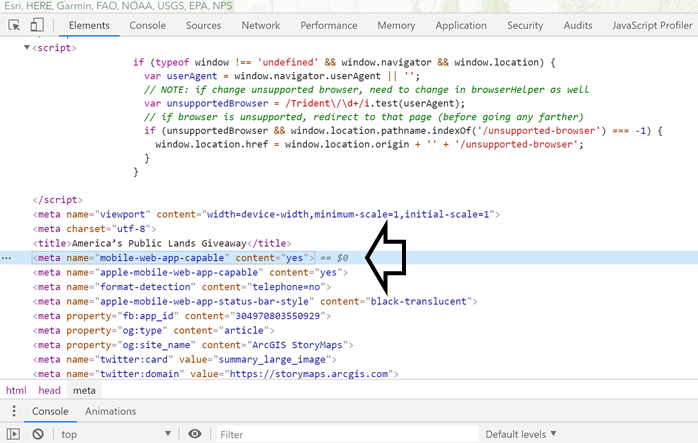 Esri, HERE, Garmin, FAO, NOAA, USGS, EPA, NPS
Elements Console Sources Network Performance Memory Application Security Audits JavaScript Profiler
▼<script>
if (typeof window !== 'undefined' && window.navigator && window.location) {
var userAgent = window.navigator.userAgent || '';
// NOTE: if change unsupported browser, need to change in browserHelper as well
var unsupportedBrowser = /Trident\/\d+/i.test(userAgent);
// if browser is unsupported, redirect to that page (before going any farther)
if (unsupportedBrowser && window.location.pathname.indexOf('/unsupported-browser') === -1) {
window.location.href = window.location.origin + '' + '/unsupported-browser';
}
}
</script>
<meta name="viewport" content="width=device-width,minimum-scale=1,initial-scale=1">
<meta charset="utf-8">
<title>America’s Public Lands Giveaway</title>
… <meta name="mobile-web-app-capable" content="yes"> == $0
<meta name="apple-mobile-web-app-capable" content="yes">
<meta name="format-detection" content="telephone=no">
<meta name="apple-mobile-web-app-status-bar-style" content="black-translucent">
<meta property="fb:app_id" content="304970803550929">
<meta property="og:type" content="article">
<meta property="og:site_name" content="ArcGIS StoryMaps">
<meta name="twitter:card" value="summary_large_image">
<meta name="twitter:domain" value="https://storymaps.arcgis.com">
html head meta
Console Animations
top Filter Default levels ▼